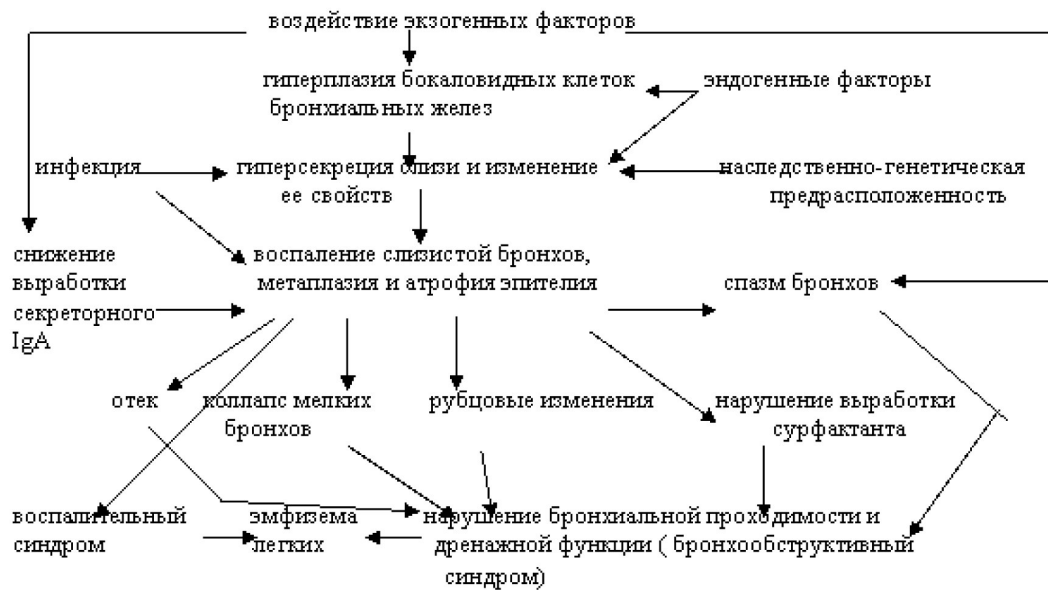 воздействие экзогенных факторов
гиперплазия бокаловидных клеток
бронхиальных желез
эндогенные факторы
инфекция
гиперсекреция слизи и изменение
ее свойств
наследственно-генетическая
предрасположенность
снижение
выработки
секреторного
IgA
воспаление слизистой бронхов,
метаплазия и атрофия эпителия
спазм бронхов
отек
коллапс мелких
бронхов
рубцовые изменения
нарушение выработки
сурфактанта
воспалительный
синдром
эмфизема
легких
нарушение бронхиальной проходимости и
дренажной функции ( бронхообструктивный
синдром)